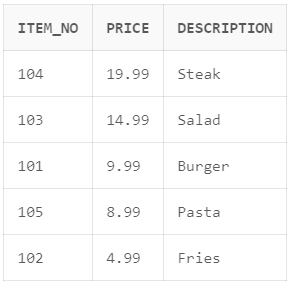 ITEM_NO PRICE DESCRIPTION
104 19.99 Steak
103 14.99 Salad
101 9.99 Burger
105 8.99 Pasta
102 4.99 Fries